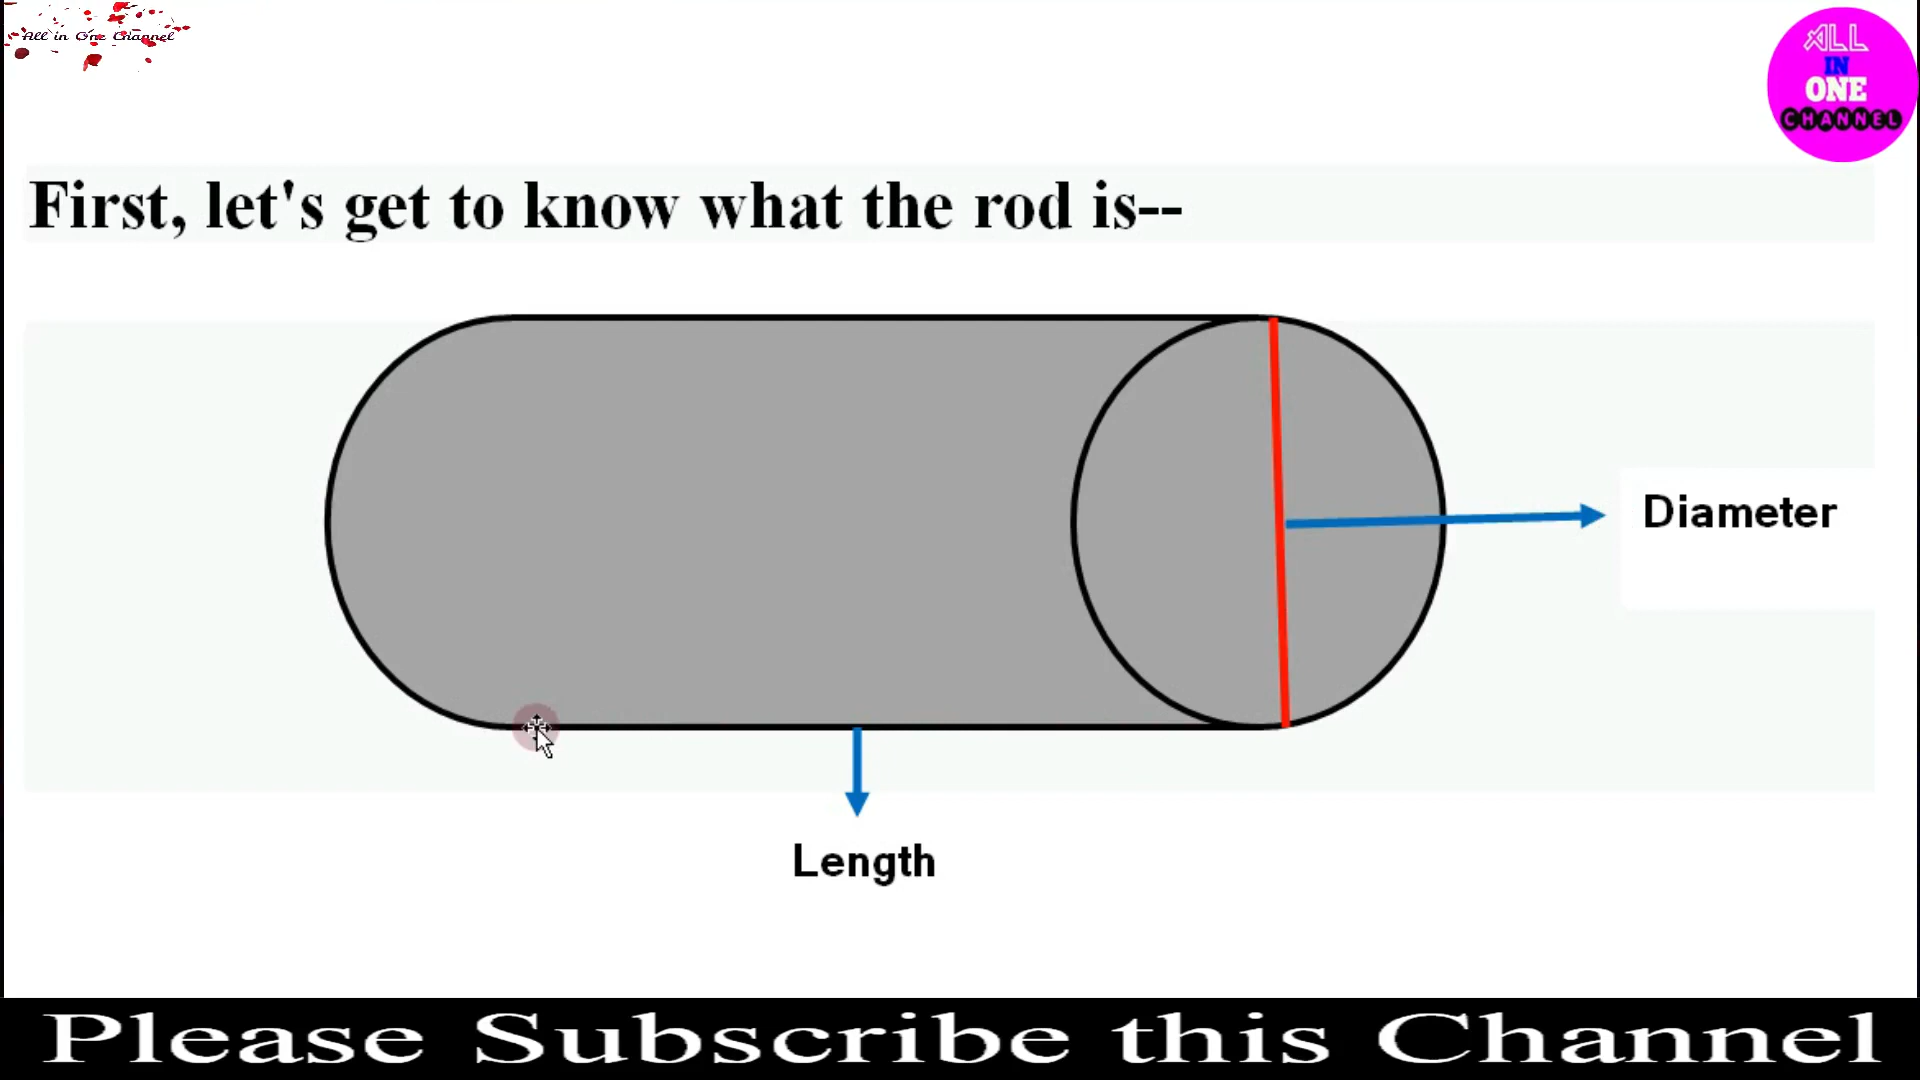 All in One Channel
ALL
IN
ONE
CHANNEL
First, let's get to know what the rod is--
Diameter
Length
Please Subscribe this Channel